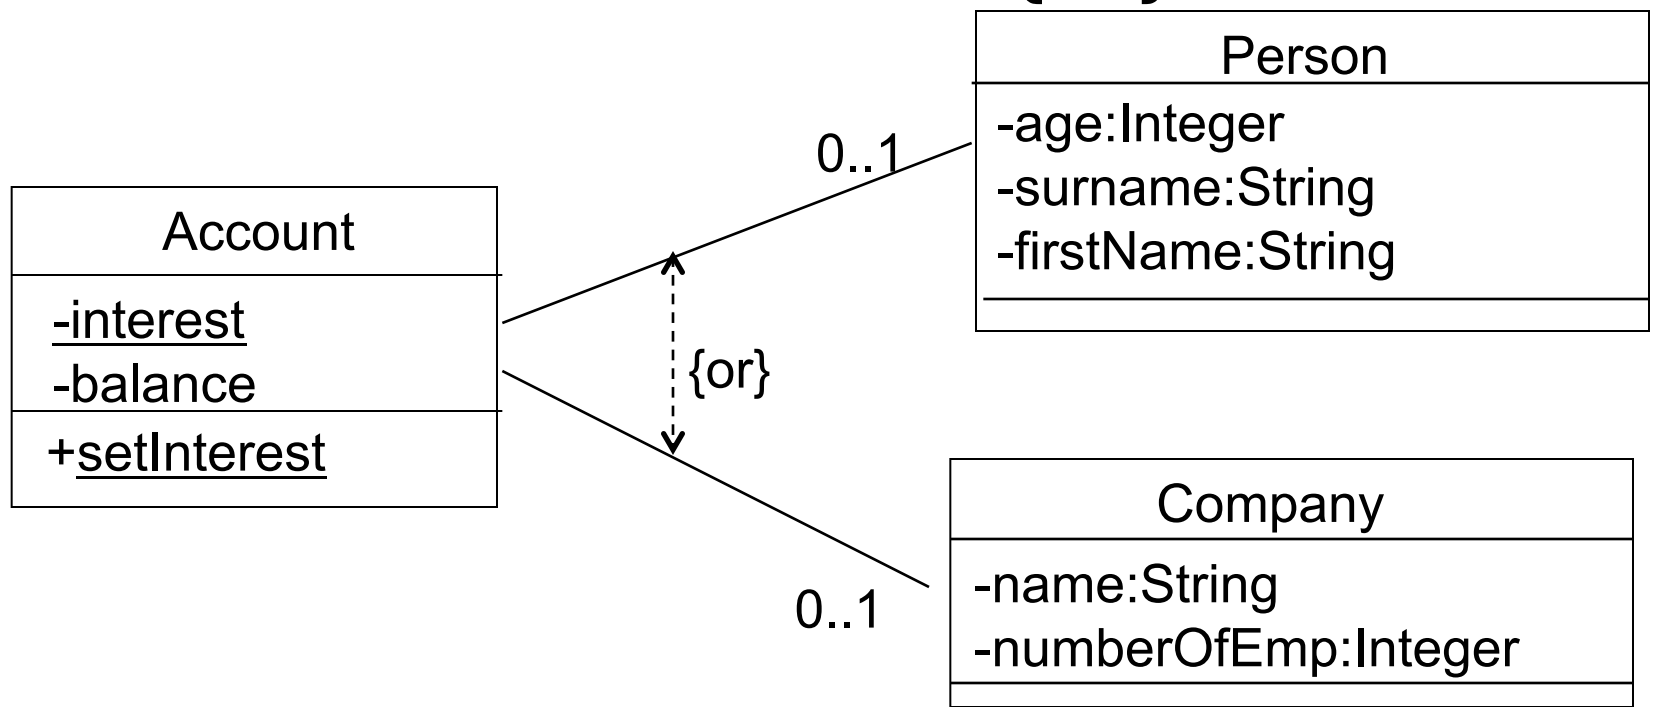 Person
-age:Integer
-surname:String
-firstName:String
0..1
Account
-interest
-balance
+setInterest
{or}
0..1
Company
-name:String
-numberOfEmp:Integer